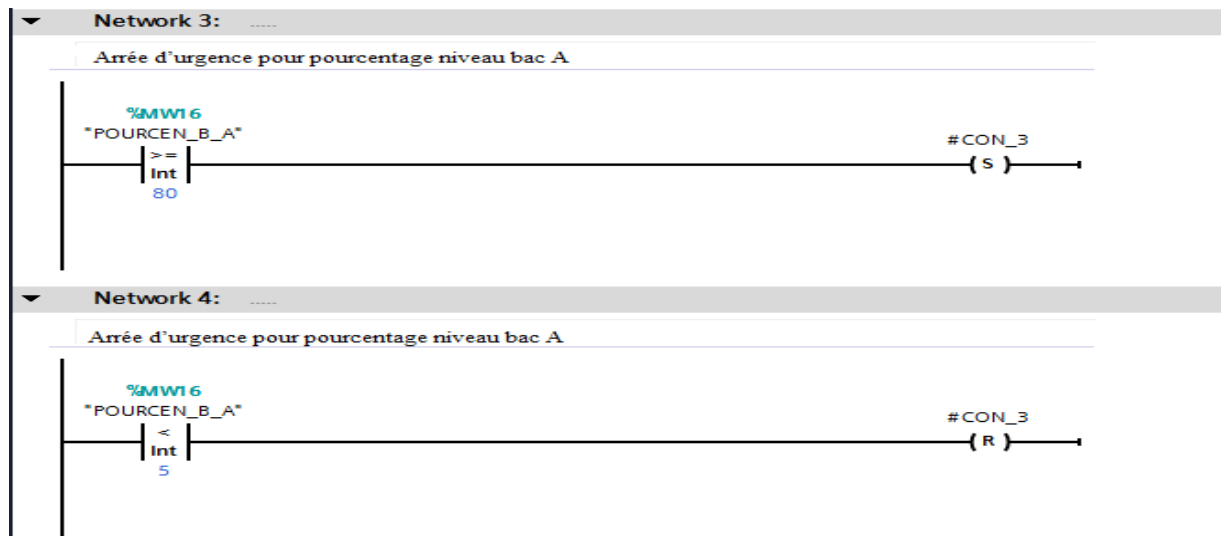 Network 3: .....
Arrée d'urgence pour pourcentage niveau bac A
%MW16
"POURCEN_B_A"
#CON_3
>=
Int
( S )
80
Network 4: .....
Arrée d'urgence pour pourcentage niveau bac A
%MW16
"POURCEN_B_A"
#CON_3
<
Int
( R )
5